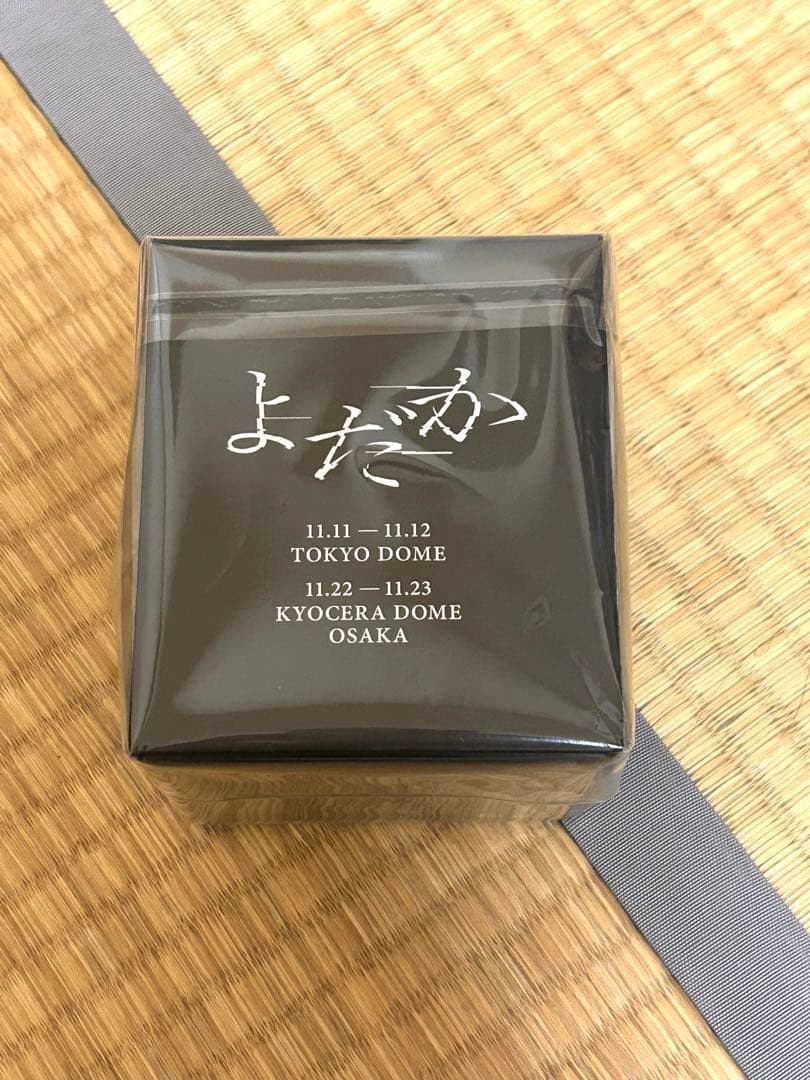 よだか
11.11 — 11.12
TOKYO DOME
11.22 — 11.23
KYOCERA DOME
OSAKA